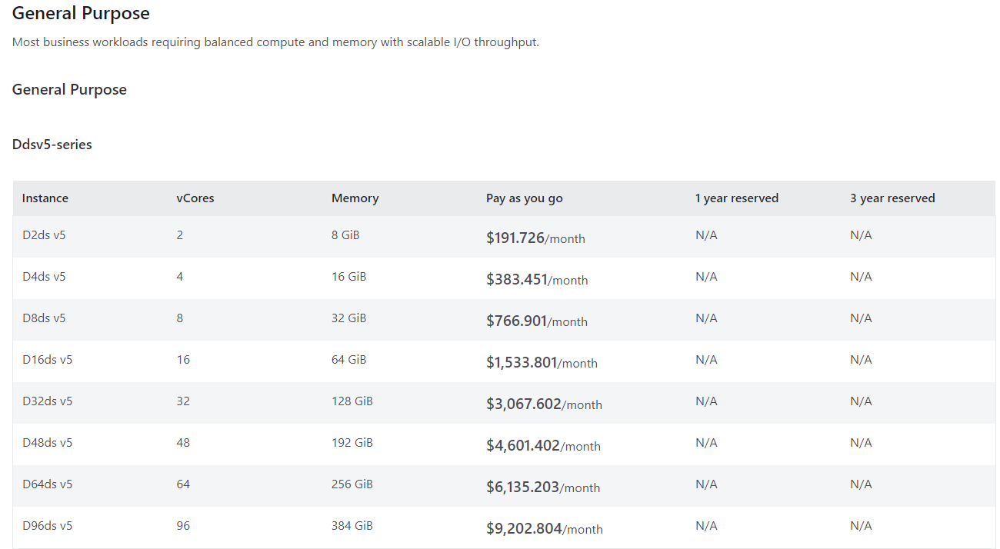 General Purpose
Most business workloads requiring balanced compute and memory with scalable I/O throughput.
General Purpose
Ddsv5-series
Instance vCores Memory Pay as you go 1 year reserved 3 year reserved
D2ds v5 2 8 GiB $191.726/month N/A N/A
D4ds v5 4 16 GiB $383.451/month N/A N/A
D8ds v5 8 32 GiB $766.901/month N/A N/A
D16ds v5 16 64 GiB $1,533.801/month N/A N/A
D32ds v5 32 128 GiB $3,067.602/month N/A N/A
D48ds v5 48 192 GiB $4,601.402/month N/A N/A
D64ds v5 64 256 GiB $6,135.203/month N/A N/A
D96ds v5 96 384 GiB $9,202.804/month N/A N/A